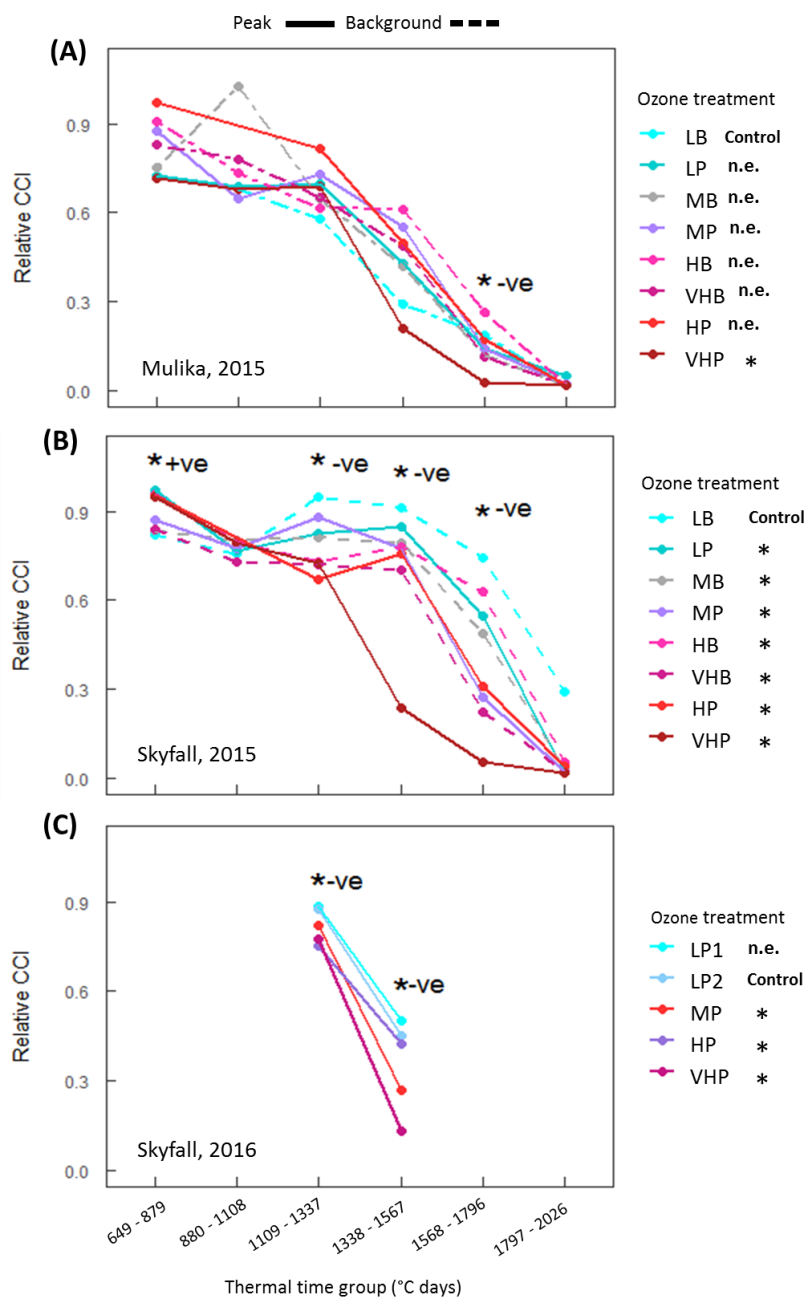 Peak Background
(A)
Relative CCI
0.9
0.6
0.3
0.0
* -ve
Mulika, 2015
Ozone treatment
LB Control
LP n.e.
MB n.e.
MP n.e.
HB n.e.
VHB n.e.
HP n.e.
VHP *
(B)
Relative CCI
0.9
0.6
0.3
0.0
* +ve
* -ve
* -ve
* -ve
Skyfall, 2015
Ozone treatment
LB Control
LP *
MB *
MP *
HB *
VHB *
HP *
VHP *
(C)
Relative CCI
0.9
0.6
0.3
0.0
*-ve
*-ve
Skyfall, 2016
Ozone treatment
LP1 n.e.
LP2 Control
MP *
HP *
VHP *
649 - 879
880 - 1108
1109 - 1337
1338 - 1567
1568 - 1796
1797 - 2026
Thermal time group (°C days)